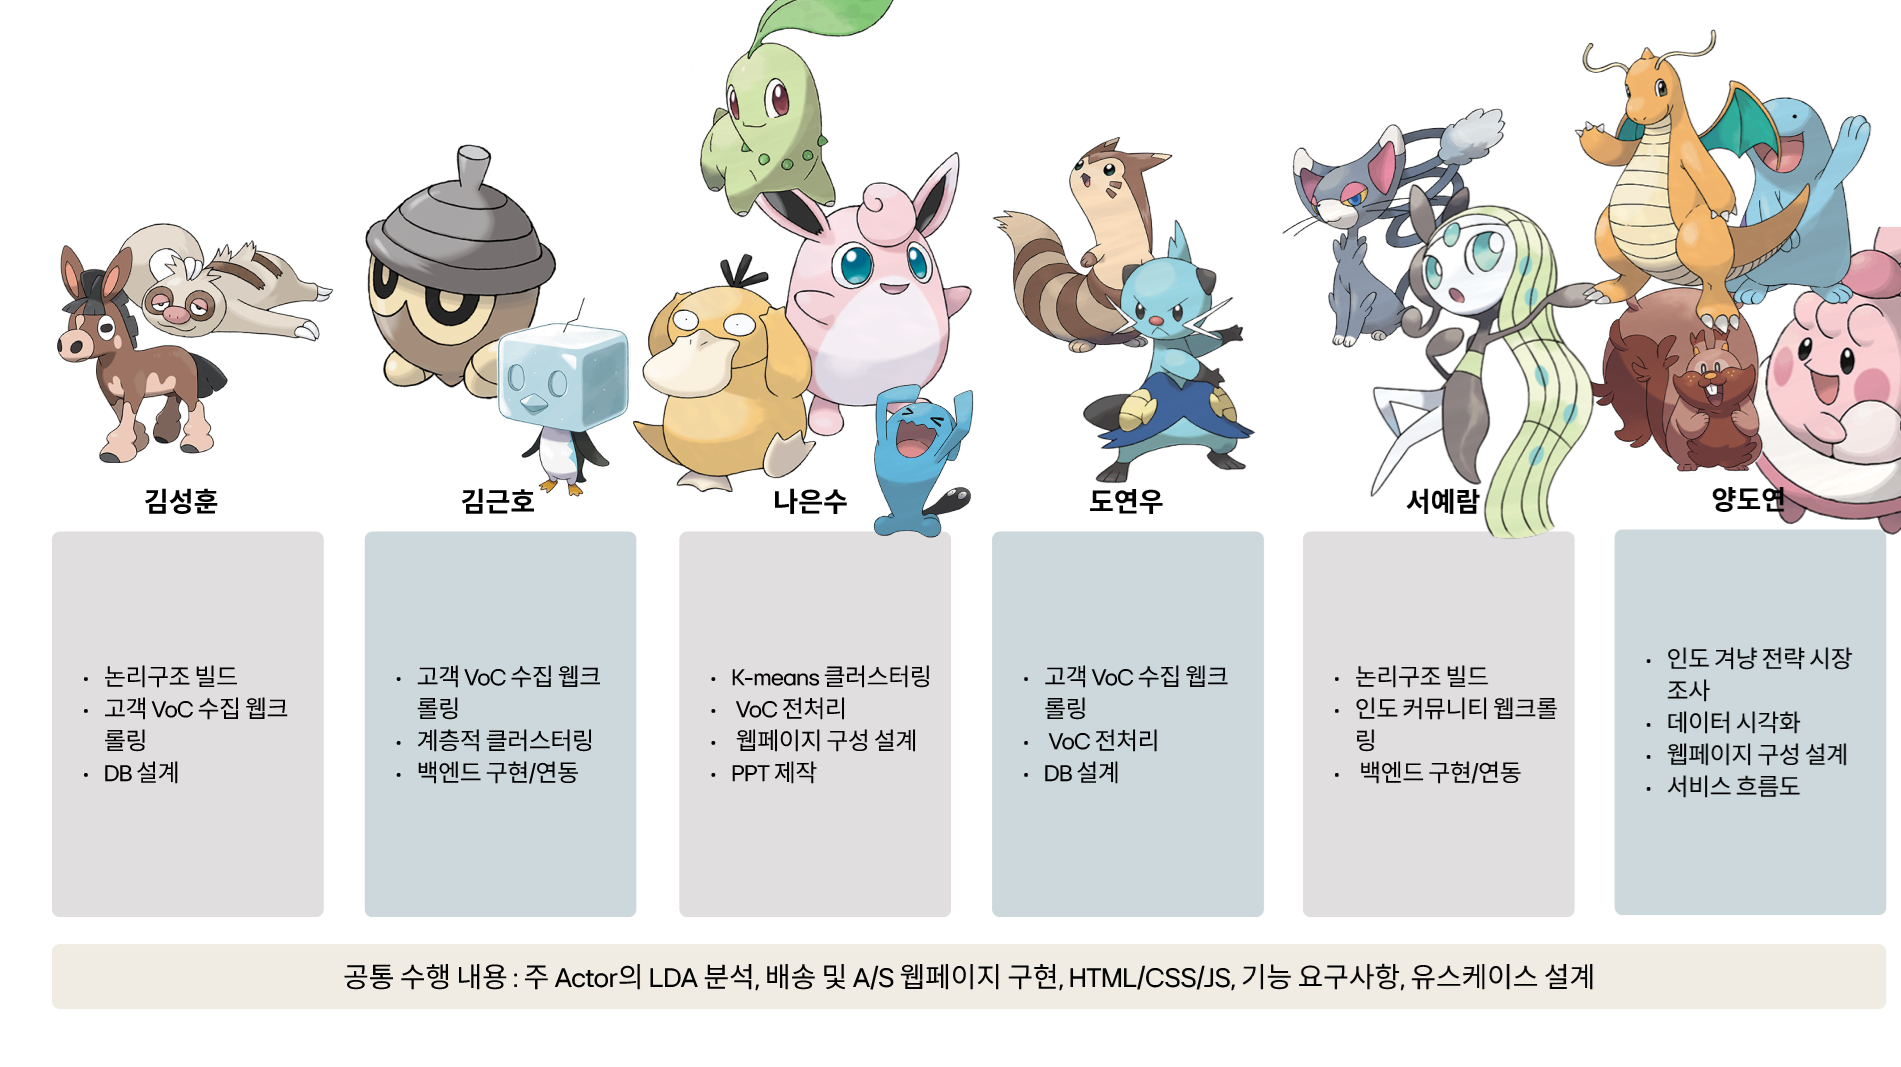 김성훈
김근호
나은수
도연우
서예람
양도연
• 논리구조 빌드
• 고객 VoC 수집 웹크
롤링
• DB 설계
• 고객 VoC 수집 웹크
롤링
• 계층적 클러스터링
• 백엔드 구현/연동
• K-means 클러스터링
• VoC 전처리
• 웹페이지 구성 설계
• PPT 제작
• 고객 VoC 수집 웹크
롤링
• VoC 전처리
• DB 설계
• 논리구조 빌드
• 인도 커뮤니티 웹크롤
링
• 백엔드 구현/연동
• 인도 겨냥 전략 시장
조사
• 데이터 시각화
• 웹페이지 구성 설계
• 서비스 흐름도
공통 수행 내용 : 주 Actor의 LDA 분석, 배송 및 A/S 웹페이지 구현, HTML/CSS/JS, 기능 요구사항, 유스케이스 설계